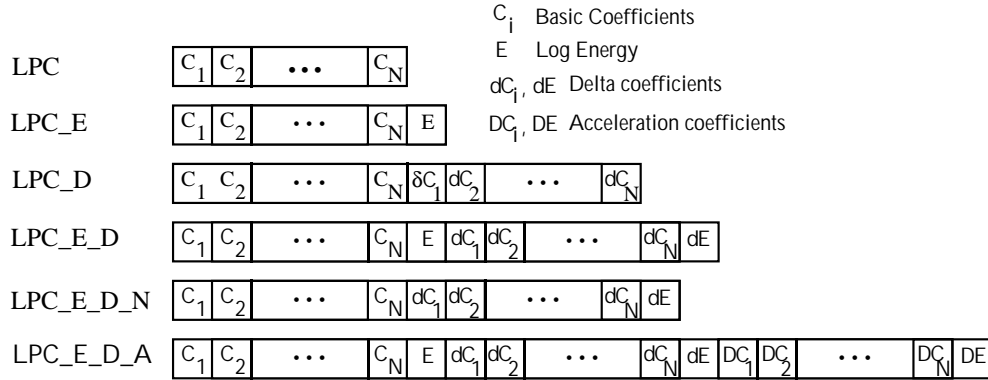 C_i Basic Coefficients
E Log Energy
dC_i, dE Delta coefficients
DC_i, DE Acceleration coefficients
LPC C_1 C_2 ... C_N
LPC_E C_1 C_2 ... C_N E
LPC_D C_1 C_2 ... C_N δC_1 dC_2 ... dC_N
LPC_E_D C_1 C_2 ... C_N E dC_1 dC_2 ... dC_N dE
LPC_E_D_N C_1 C_2 ... C_N dC_1 dC_2 ... dC_N dE
LPC_E_D_A C_1 C_2 ... C_N E dC_1 dC_2 ... dC_N dE DC_1 DC_2 ... DC_N DE